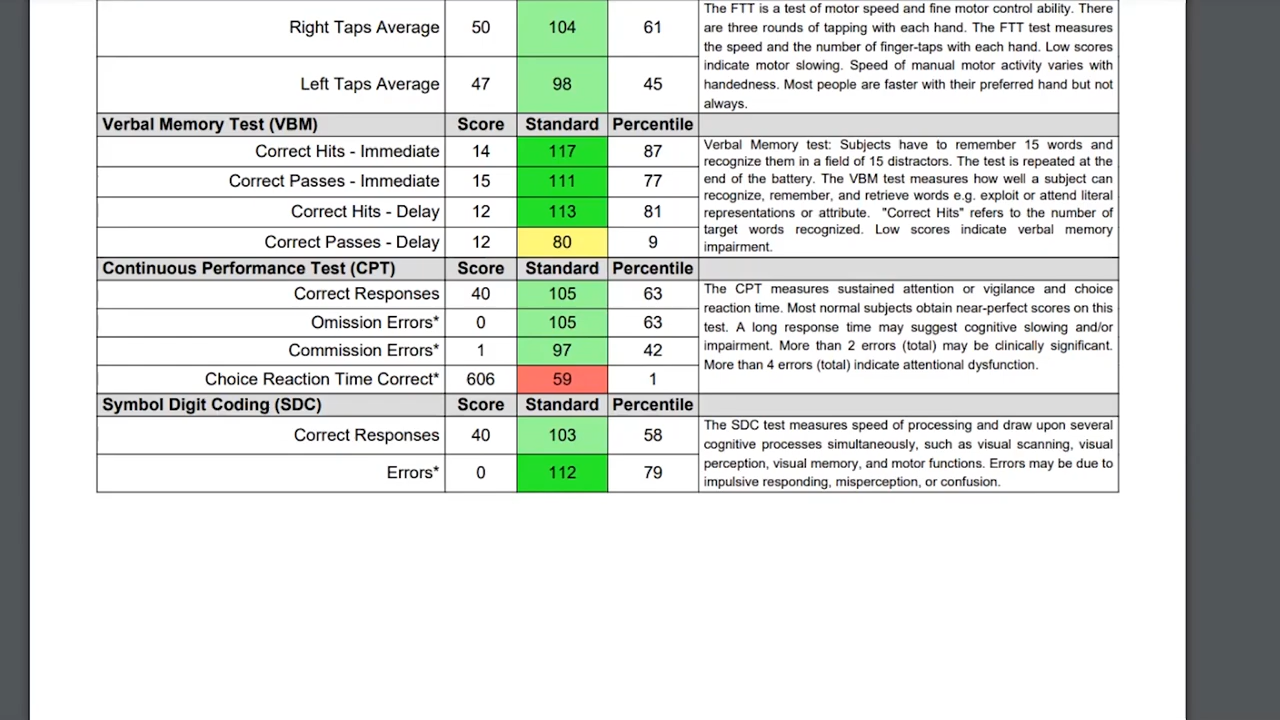 The FTT is a test of motor speed and fine motor control ability. There
are three rounds of tapping with each hand. The FTT test measures
the speed and the number of finger-taps with each hand. Low scores
indicate motor slowing. Speed of manual motor activity varies with
handedness. Most people are faster with their preferred hand but not
always.
Right Taps Average 50 104 61
Left Taps Average 47 98 45
Verbal Memory Test (VBM) Score Standard Percentile
Correct Hits - Immediate 14 117 87
Correct Passes - Immediate 15 111 77
Correct Hits - Delay 12 113 81
Correct Passes - Delay 12 80 9
Verbal Memory test: Subjects have to remember 15 words and
recognize them in a field of 15 distractors. The test is repeated at the
end of the battery. The VBM test measures how well a subject can
recognize, remember, and retrieve words e.g. exploit or attend literal
representations or attribute. "Correct Hits" refers to the number of
target words recognized. Low scores indicate verbal memory
impairment.
Continuous Performance Test (CPT) Score Standard Percentile
Correct Responses 40 105 63
Omission Errors* 0 105 63
Commission Errors* 1 97 42
Choice Reaction Time Correct* 606 59 1
The CPT measures sustained attention or vigilance and choice
reaction time. Most normal subjects obtain near-perfect scores on this
test. A long response time may suggest cognitive slowing and/or
impairment. More than 2 errors (total) may be clinically significant.
More than 4 errors (total) indicate attentional dysfunction.
Symbol Digit Coding (SDC) Score Standard Percentile
Correct Responses 40 103 58
Errors* 0 112 79
The SDC test measures speed of processing and draw upon several
cognitive processes simultaneously, such as visual scanning, visual
perception, visual memory, and motor functions. Errors may be due to
impulsive responding, misperception, or confusion.